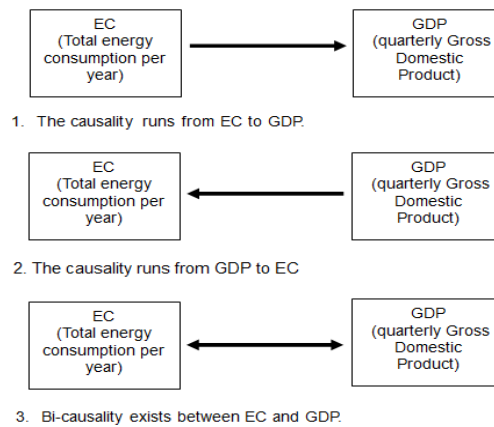 EC
(Total energy
consumption per
year)
GDP
(quarterly Gross
Domestic
Product)
1. The causality runs from EC to GDP.
EC
(Total energy
consumption per
year)
GDP
(quarterly Gross
Domestic
Product)
2. The causality runs from GDP to EC
EC
(Total energy
consumption per
year)
GDP
(quarterly Gross
Domestic
Product)
3. Bi-causality exists between EC and GDP.